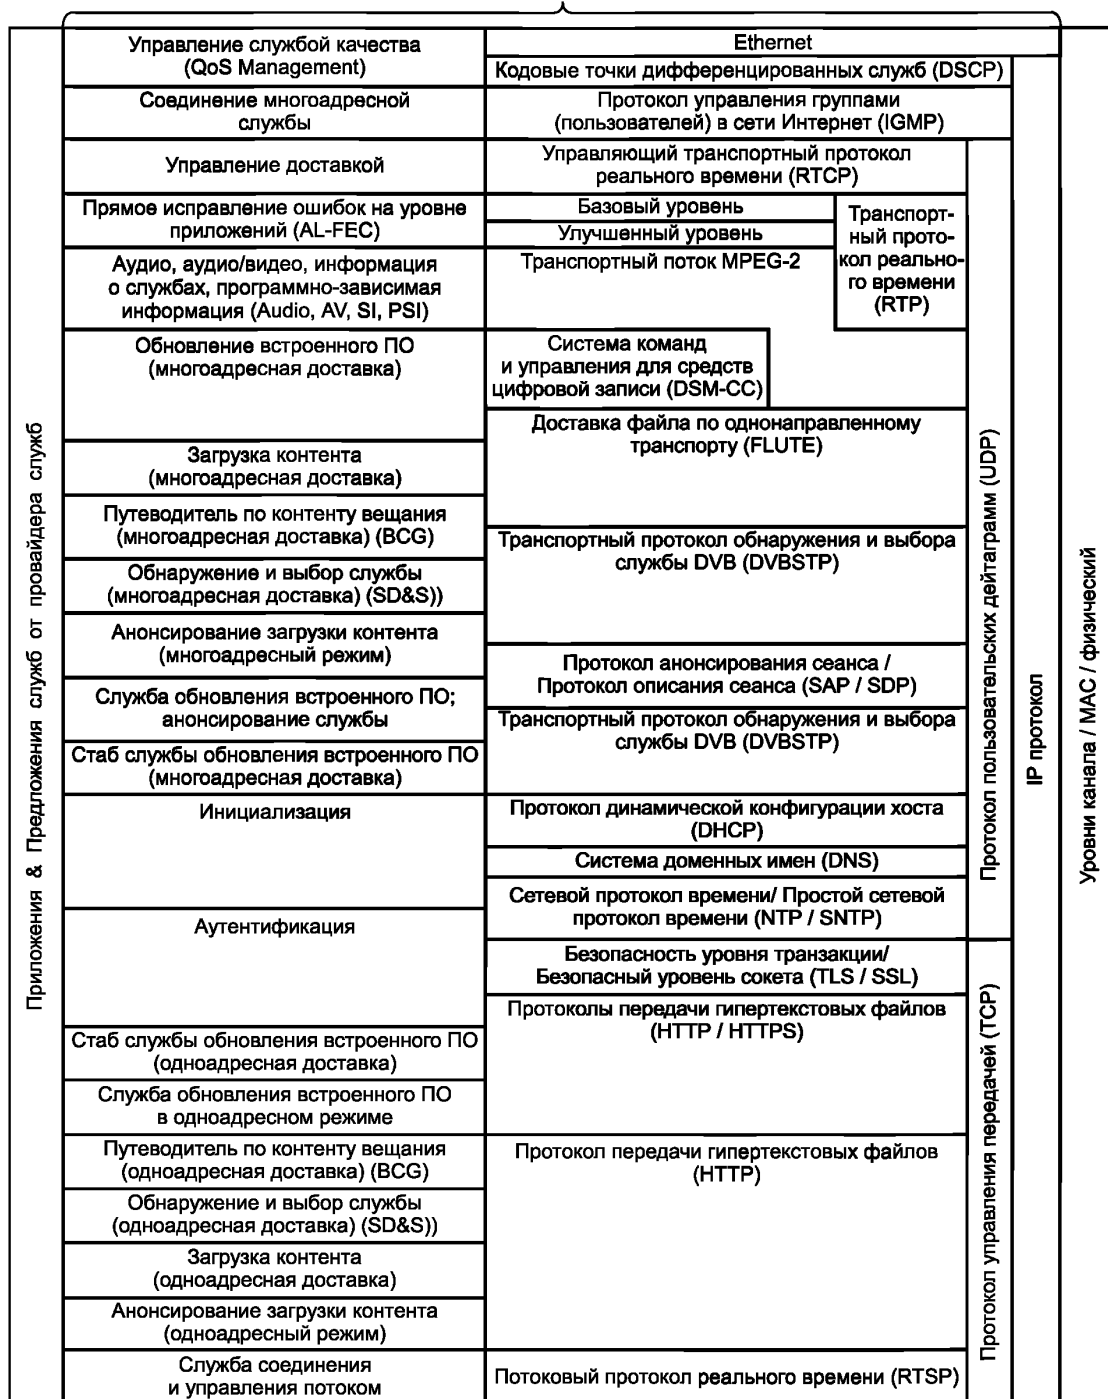 Управление службой качества
(QoS Management)
Ethernet
Кодовые точки дифференцированных служб (DSCP)
Соединение многоадресной
службы
Протокол управления группами
(пользователей) в сети Интернет (IGMP)
Управление доставкой
Управляющий транспортный протокол
реального времени (RTCP)
Прямое исправление ошибок на уровне
приложений (AL-FEC)
Базовый уровень
Улучшенный уровень
Транспорт-
ный прото-
кол реально-
го времени
(RTP)
Аудио, аудио/видео, информация
о службах, программно-зависимая
информация (Audio, AV, SI, PSI)
Транспортный поток MPEG-2
Обновление встроенного ПО
(многоадресная доставка)
Система команд
и управления для средств
цифровой записи (DSM-CC)
Доставка файла по однонаправленному
транспорту (FLUTE)
Загрузка контента
(многоадресная доставка)
Путеводитель по контенту вещания
(многоадресная доставка) (BCG)
Транспортный протокол обнаружения и выбора
службы DVB (DVBSTP)
Обнаружение и выбор службы
(многоадресная доставка) (SD&S))
Анонсирование загрузки контента
(многоадресный режим)
Протокол анонсирования сеанса /
Протокол описания сеанса (SAP / SDP)
Служба обновления встроенного ПО;
анонсирование службы
Транспортный протокол обнаружения и выбора
службы DVB (DVBSTP)
Стаб службы обновления встроенного ПО
(многоадресная доставка)
Инициализация
Протокол динамической конфигурации хоста
(DHCP)
Система доменных имен (DNS)
Сетевой протокол времени/ Простой сетевой
протокол времени (NTP / SNTP)
Аутентификация
Безопасность уровня транзакции/
Безопасный уровень сокета (TLS / SSL)
Протоколы передачи гипертекстовых файлов
(HTTP / HTTPS)
Стаб службы обновления встроенного ПО
(одноадресная доставка)
Служба обновления встроенного ПО
в одноадресном режиме
Путеводитель по контенту вещания
(одноадресная доставка) (BCG)
Протокол передачи гипертекстовых файлов
(HTTP)
Обнаружение и выбор службы
(одноадресная доставка) (SD&S))
Загрузка контента
(одноадресная доставка)
Анонсирование загрузки контента
(одноадресный режим)
Служба соединения
и управления потоком
Потоковый протокол реального времени (RTSP)
Приложения & Предложения служб от провайдера служб
Протокол пользовательских дейтаграмм (UDP)
Протокол управления передачей (TCP)
IP протокол
Уровни канала / MAC / физический